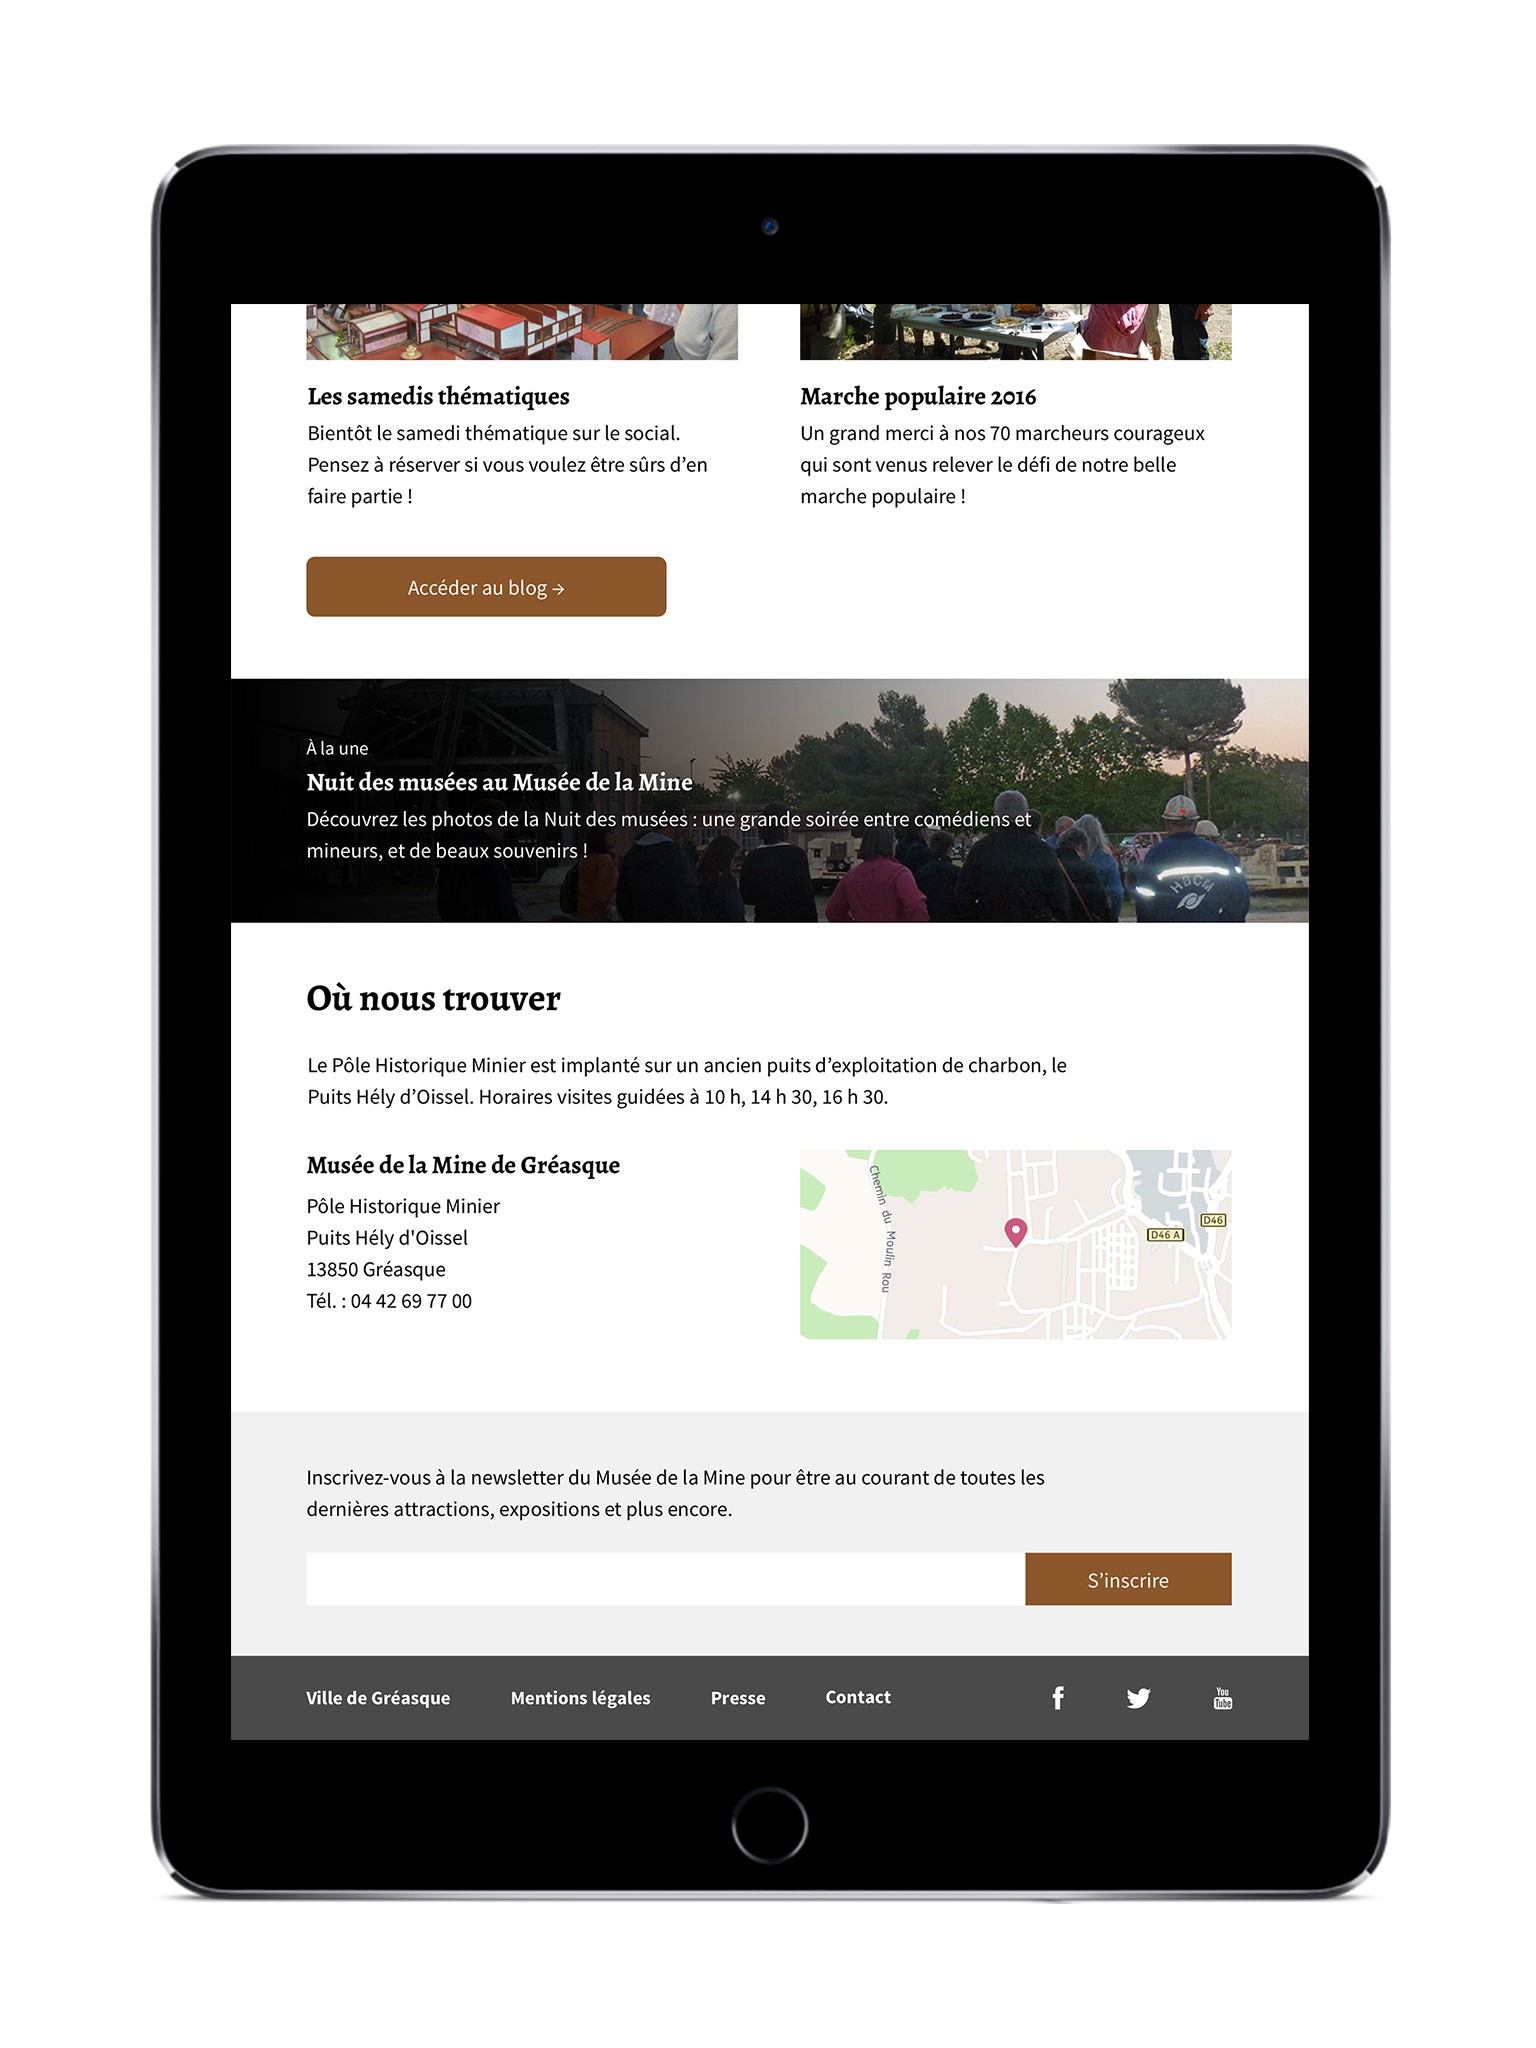 Les samedis thématiques
Bientôt le samedi thématique sur le social.
Pensez à réserver si vous voulez être sûrs d’en
faire partie !
Marche populaire 2016
Un grand merci à nos 70 marcheurs courageux
qui sont venus relever le défi de notre belle
marche populaire !
Accéder au blog →
À la une
Nuit des musées au Musée de la Mine
Découvrez les photos de la Nuit des musées : une grande soirée entre comédiens et
mineurs, et de beaux souvenirs !
HBCM
Où nous trouver
Le Pôle Historique Minier est implanté sur un ancien puits d’exploitation de charbon, le
Puits Hély d’Oissel. Horaires visites guidées à 10 h, 14 h 30, 16 h 30.
Musée de la Mine de Gréasque
Pôle Historique Minier
Puits Hély d'Oissel
13850 Gréasque
Tél. : 04 42 69 77 00
Chemin du Moulin Rou
D46 A
D46
Inscrivez-vous à la newsletter du Musée de la Mine pour être au courant de toutes les
dernières attractions, expositions et plus encore.
S’inscrire
Ville de Gréasque Mentions légales Presse Contact
You
Tube